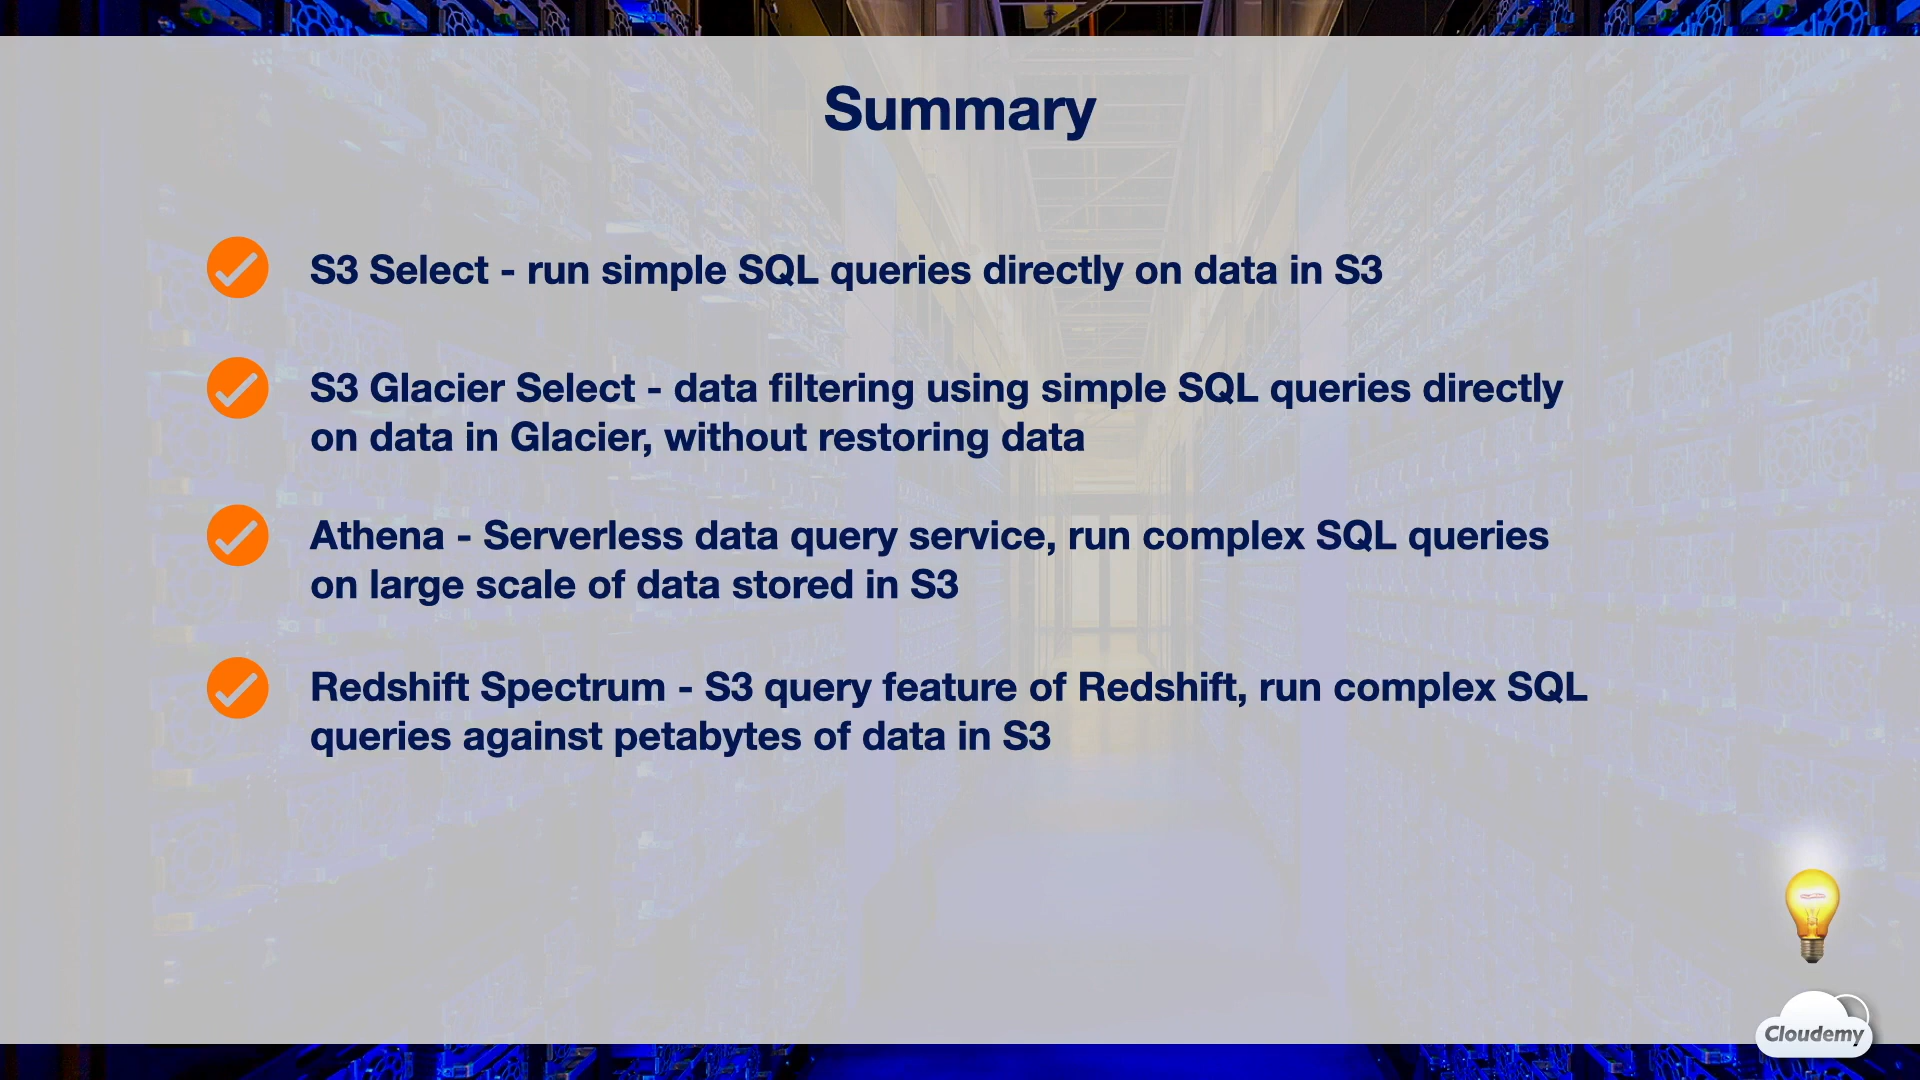 Summary
S3 Select - run simple SQL queries directly on data in S3
S3 Glacier Select - data filtering using simple SQL queries directly
on data in Glacier, without restoring data
Athena - Serverless data query service, run complex SQL queries
on large scale of data stored in S3
Redshift Spectrum - S3 query feature of Redshift, run complex SQL
queries against petabytes of data in S3
Cloudemy